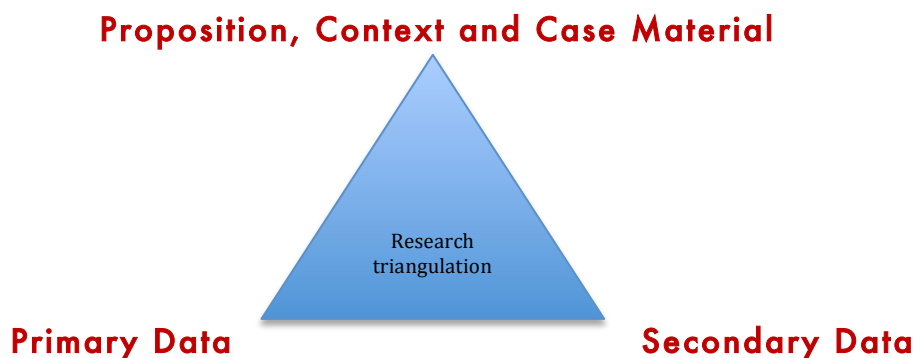 Proposition, Context and Case Material
Research
triangulation
Primary Data
Secondary Data